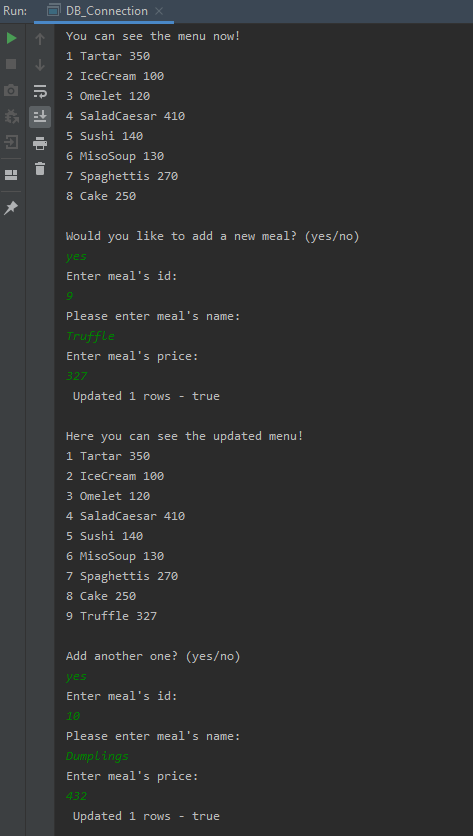 Run: DB_Connection
You can see the menu now!
1 Tartar 350
2 IceCream 100
3 Omelet 120
4 SaladCaesar 410
5 Sushi 140
6 MisoSoup 130
7 Spaghettis 270
8 Cake 250
Would you like to add a new meal? (yes/no)
yes
Enter meal's id:
9
Please enter meal's name:
Truffle
Enter meal's price:
327
Updated 1 rows - true
Here you can see the updated menu!
1 Tartar 350
2 IceCream 100
3 Omelet 120
4 SaladCaesar 410
5 Sushi 140
6 MisoSoup 130
7 Spaghettis 270
8 Cake 250
9 Truffle 327
Add another one? (yes/no)
yes
Enter meal's id:
10
Please enter meal's name:
Dumplings
Enter meal's price:
432
Updated 1 rows - true